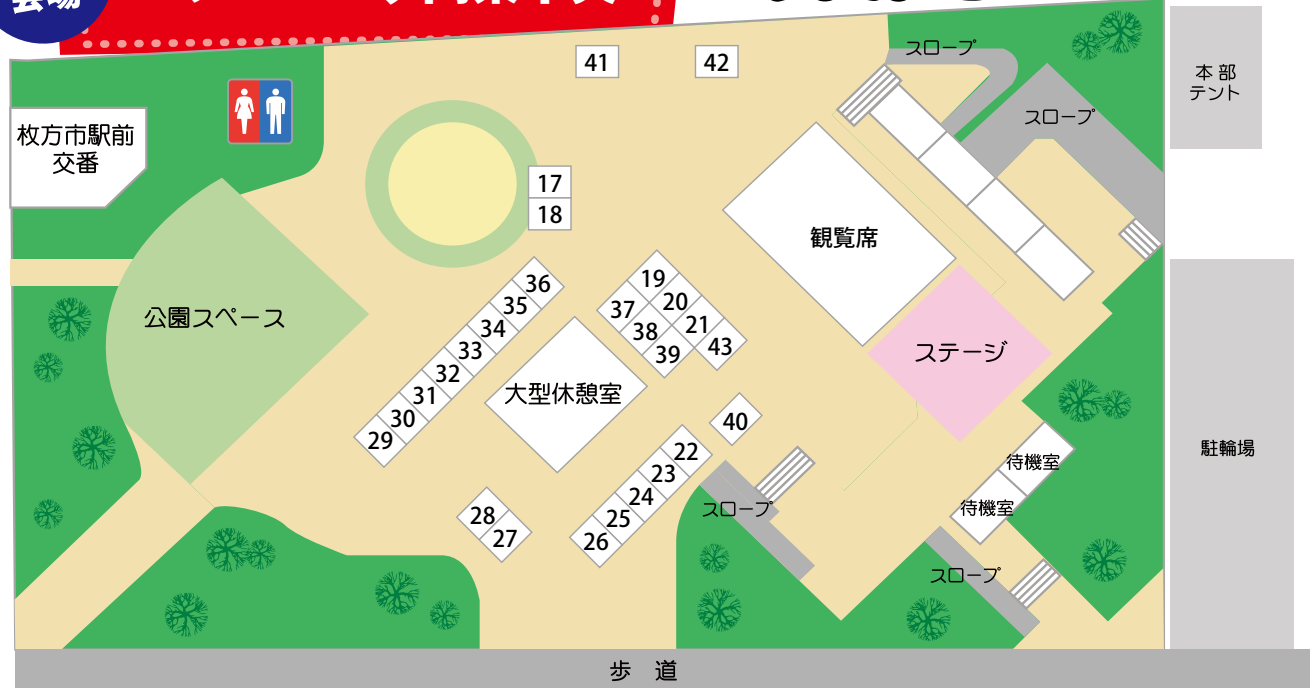 会場
41
42
スロープ
本部
テント
スロープ
枚方市駅前
交番
17
18
観覧席
19
20
21
43
37
38
39
36
35
34
33
32
31
30
29
公園スペース
大型休憩室
ステージ
40
22
23
24
25
26
28
27
スロープ
待機室
待機室
駐輪場
スロープ
歩 道